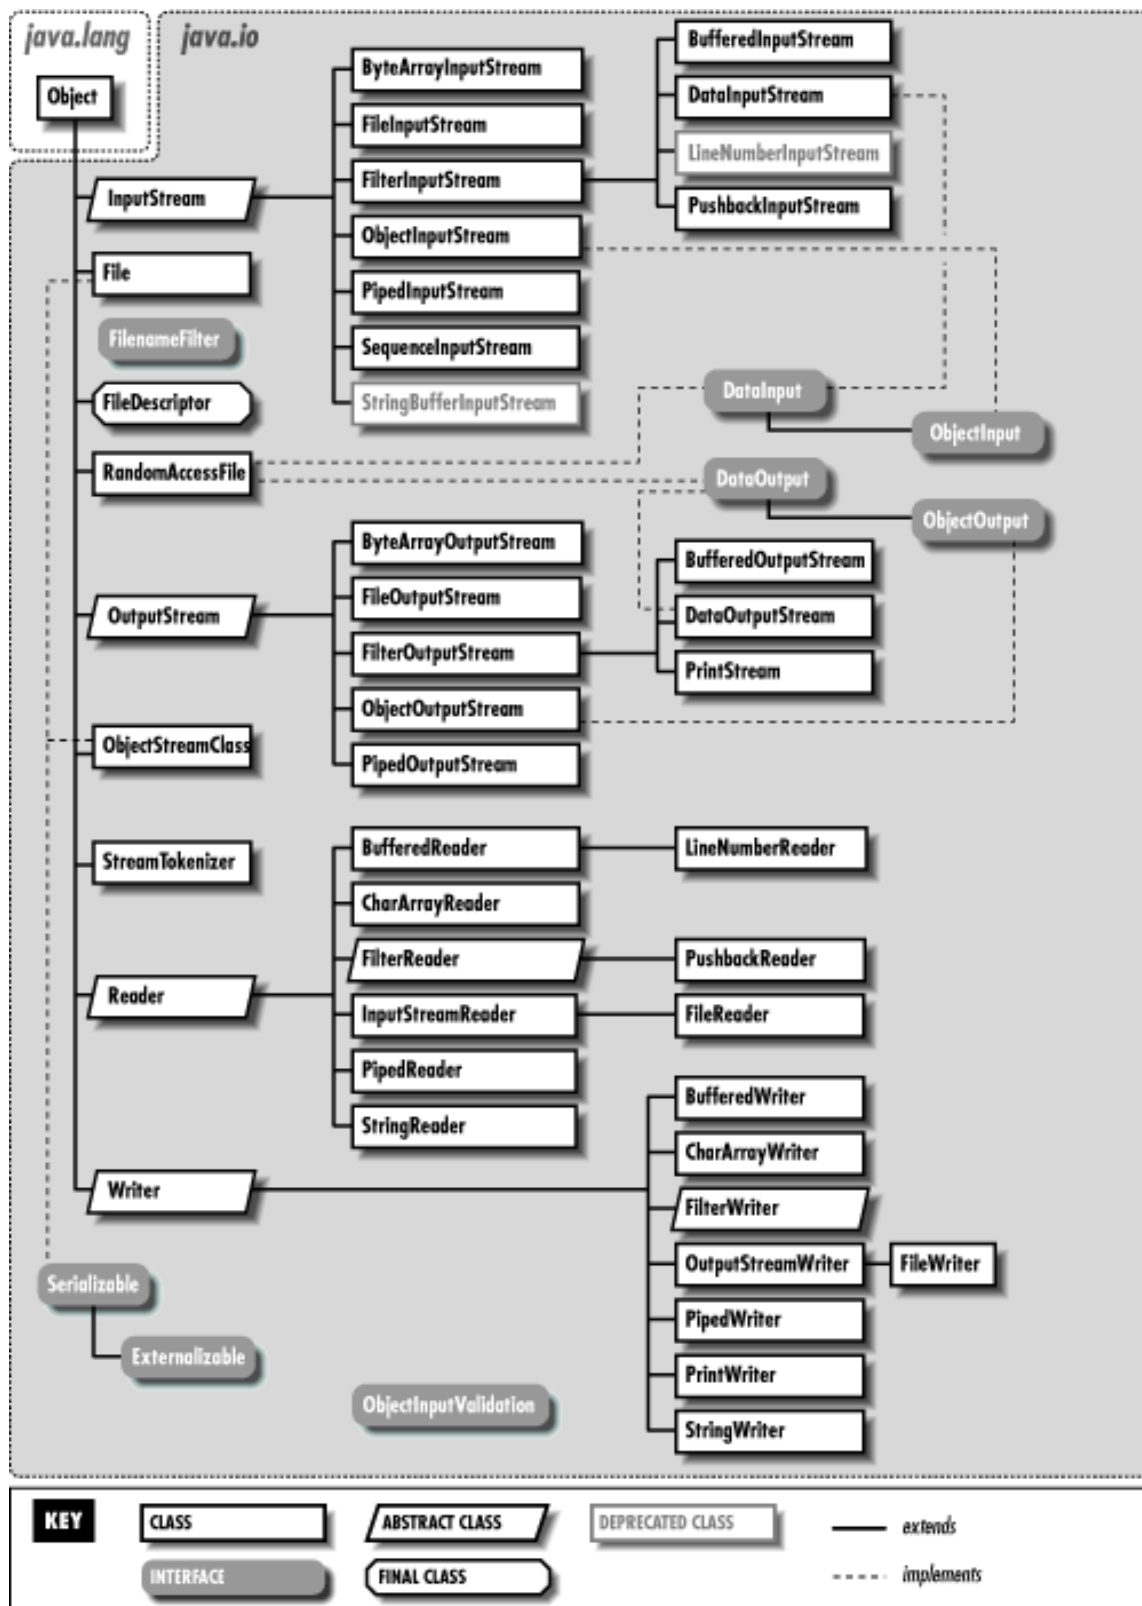 java.lang
java.io
Object
InputStream
File
FilenameFilter
FileDescriptor
RandomAccessFile
OutputStream
ObjectStreamClass
StreamTokenizer
Reader
Writer
Serializable
Externalizable
ByteArrayInputStream
FileInputStream
FilterInputStream
ObjectInputStream
PipedInputStream
SequenceInputStream
StringBufferInputStream
BufferedInputStream
DataInputStream
LineNumberInputStream
PushbackInputStream
DataInput
ObjectInput
DataOutput
ObjectOutput
ByteArrayOutputStream
FileOutputStream
FilterOutputStream
ObjectOutputStream
PipedOutputStream
BufferedOutputStream
DataOutputStream
PrintStream
BufferedReader
CharArrayReader
FilterReader
InputStreamReader
PipedReader
StringReader
LineNumberReader
PushbackReader
FileReader
BufferedWriter
CharArrayWriter
FilterWriter
OutputStreamWriter
FileWriter
PipedWriter
PrintWriter
StringWriter
ObjectInputValidation
KEY
CLASS
ABSTRACT CLASS
DEPRECATED CLASS
extends
INTERFACE
FINAL CLASS
implements